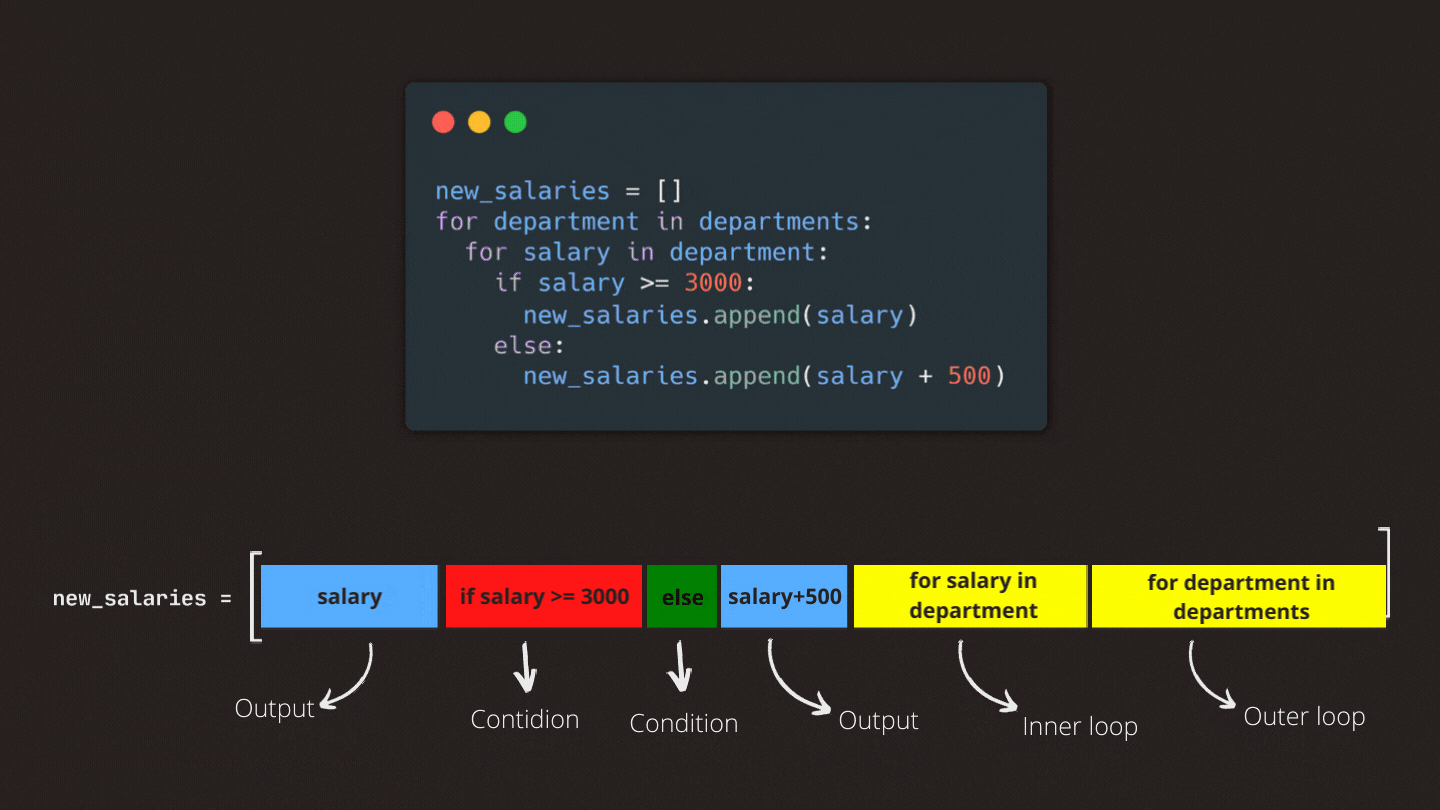 new_salaries = []
for department in departments:
  for salary in department:
    if salary >= 3000:
      new_salaries.append(salary)
    else:
      new_salaries.append(salary + 500)
new_salaries = [ salary if salary >= 3000 else salary+500 for salary in department for department in departments ]
Output Contidion Condition Output Inner loop Outer loop